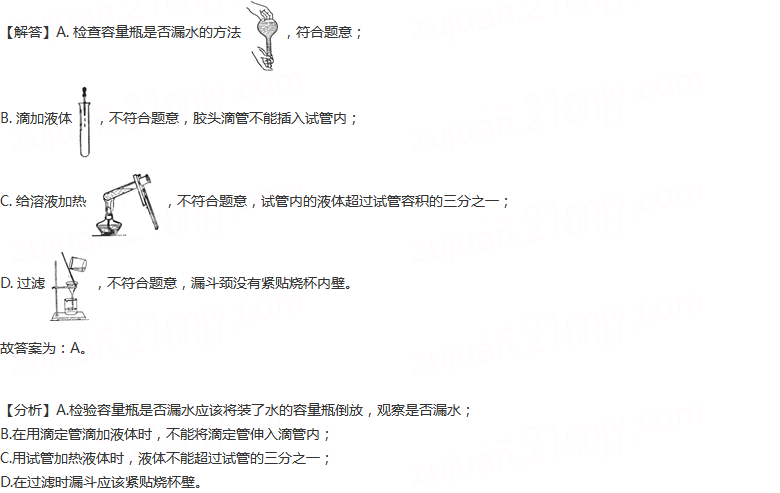 【解答】A. 检查容量瓶是否漏水的方法 ，符合题意；
B. 滴加液体 ，不符合题意，胶头滴管不能插入试管内；
C. 给溶液加热 ，不符合题意，试管内的液体超过试管容积的三分之一；
D. 过滤 ，不符合题意，漏斗颈没有紧贴烧杯内壁。
故答案为：A。
【分析】A.检验容量瓶是否漏水应该将装了水的容量瓶倒放，观察是否漏水；
B.在用滴定管滴加液体时，不能将滴定管伸入滴管内；
C.用试管加热液体时，液体不能超过试管的三分之一；
D.在过滤时漏斗应该紧贴烧杯壁。